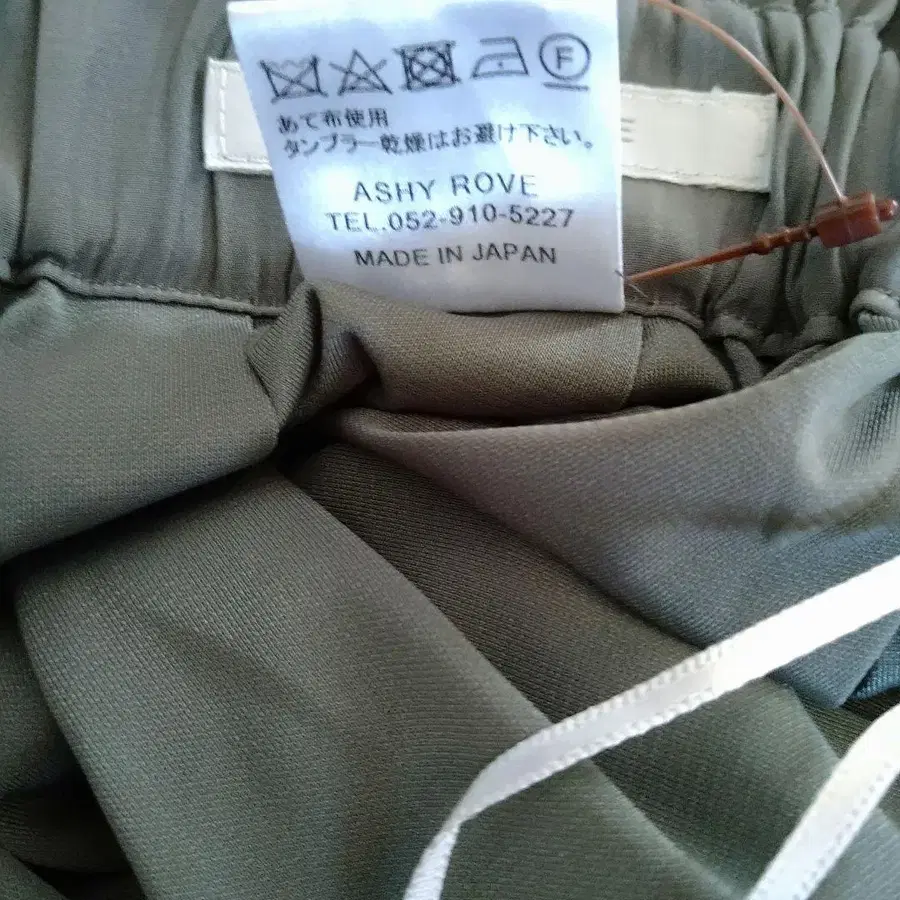 F
あて布使用
タンブラー乾燥はお避け下さい。
ASHY ROVE
TEL.052-910-5227
MADE IN JAPAN
E